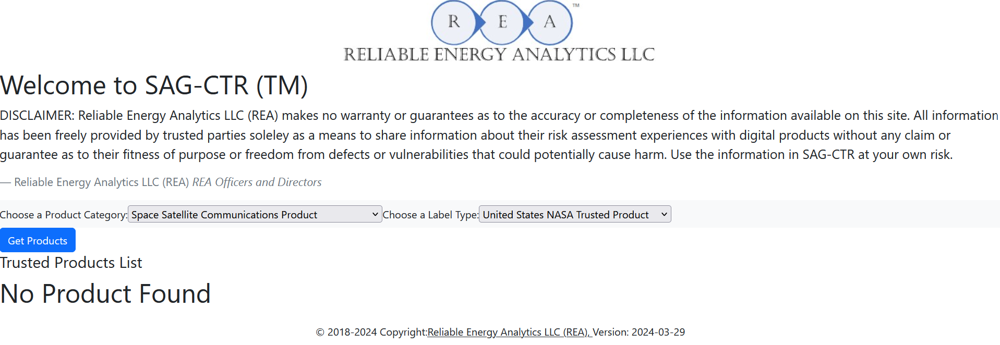 R E A ™
RELIABLE ENERGY ANALYTICS LLC
Welcome to SAG-CTR (TM)
DISCLAIMER: Reliable Energy Analytics LLC (REA) makes no warranty or guarantees as to the accuracy or completeness of the information available on this site. All information
has been freely provided by trusted parties soleley as a means to share information about their risk assessment experiences with digital products without any claim or
guarantee as to their fitness of purpose or freedom from defects or vulnerabilities that could potentially cause harm. Use the information in SAG-CTR at your own risk.
— Reliable Energy Analytics LLC (REA) REA Officers and Directors
Choose a Product Category: Space Satellite Communications Product Choose a Label Type: United States NASA Trusted Product
Get Products
Trusted Products List
No Product Found
© 2018-2024 Copyright:Reliable Energy Analytics LLC (REA), Version: 2024-03-29